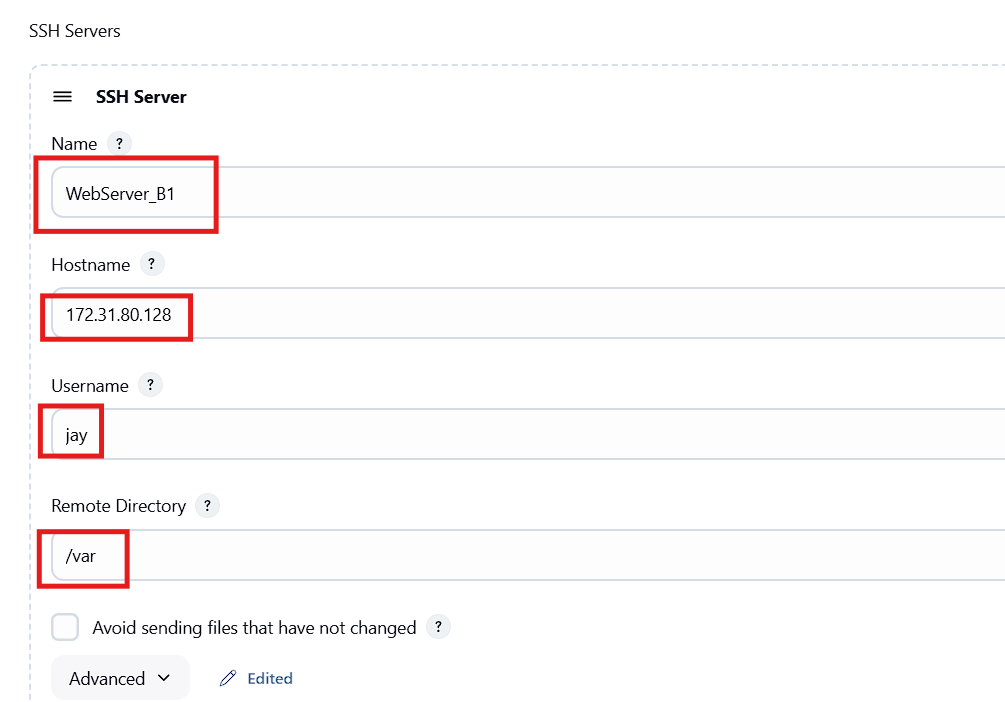 SSH Servers
SSH Server
Name ?
WebServer_B1
Hostname ?
172.31.80.128
Username ?
jay
Remote Directory ?
/var
Avoid sending files that have not changed ?
Advanced Edited